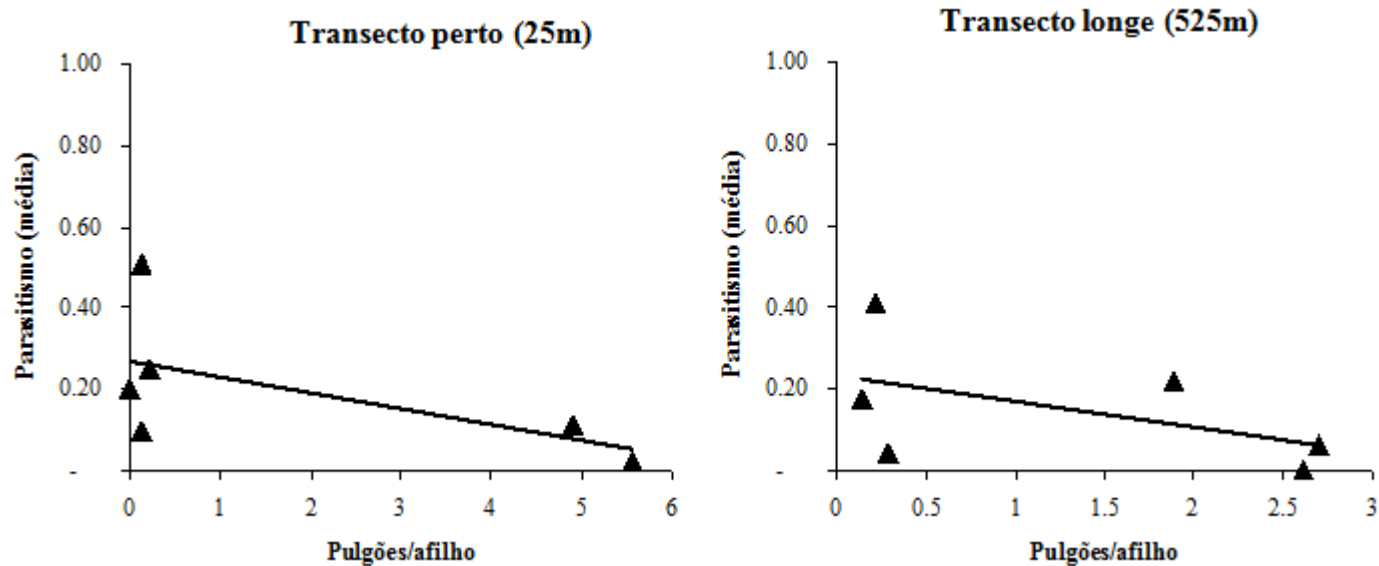 Transecto perto (25m)
1.00
0.80
0.60
0.40
0.20
-
Parasitismo (média)
0 1 2 3 4 5 6
Pulgões/afilho
Transecto longe (525m)
1.00
0.80
0.60
0.40
0.20
-
Parasitismo (média)
0 0.5 1 1.5 2 2.5 3
Pulgões/afilho